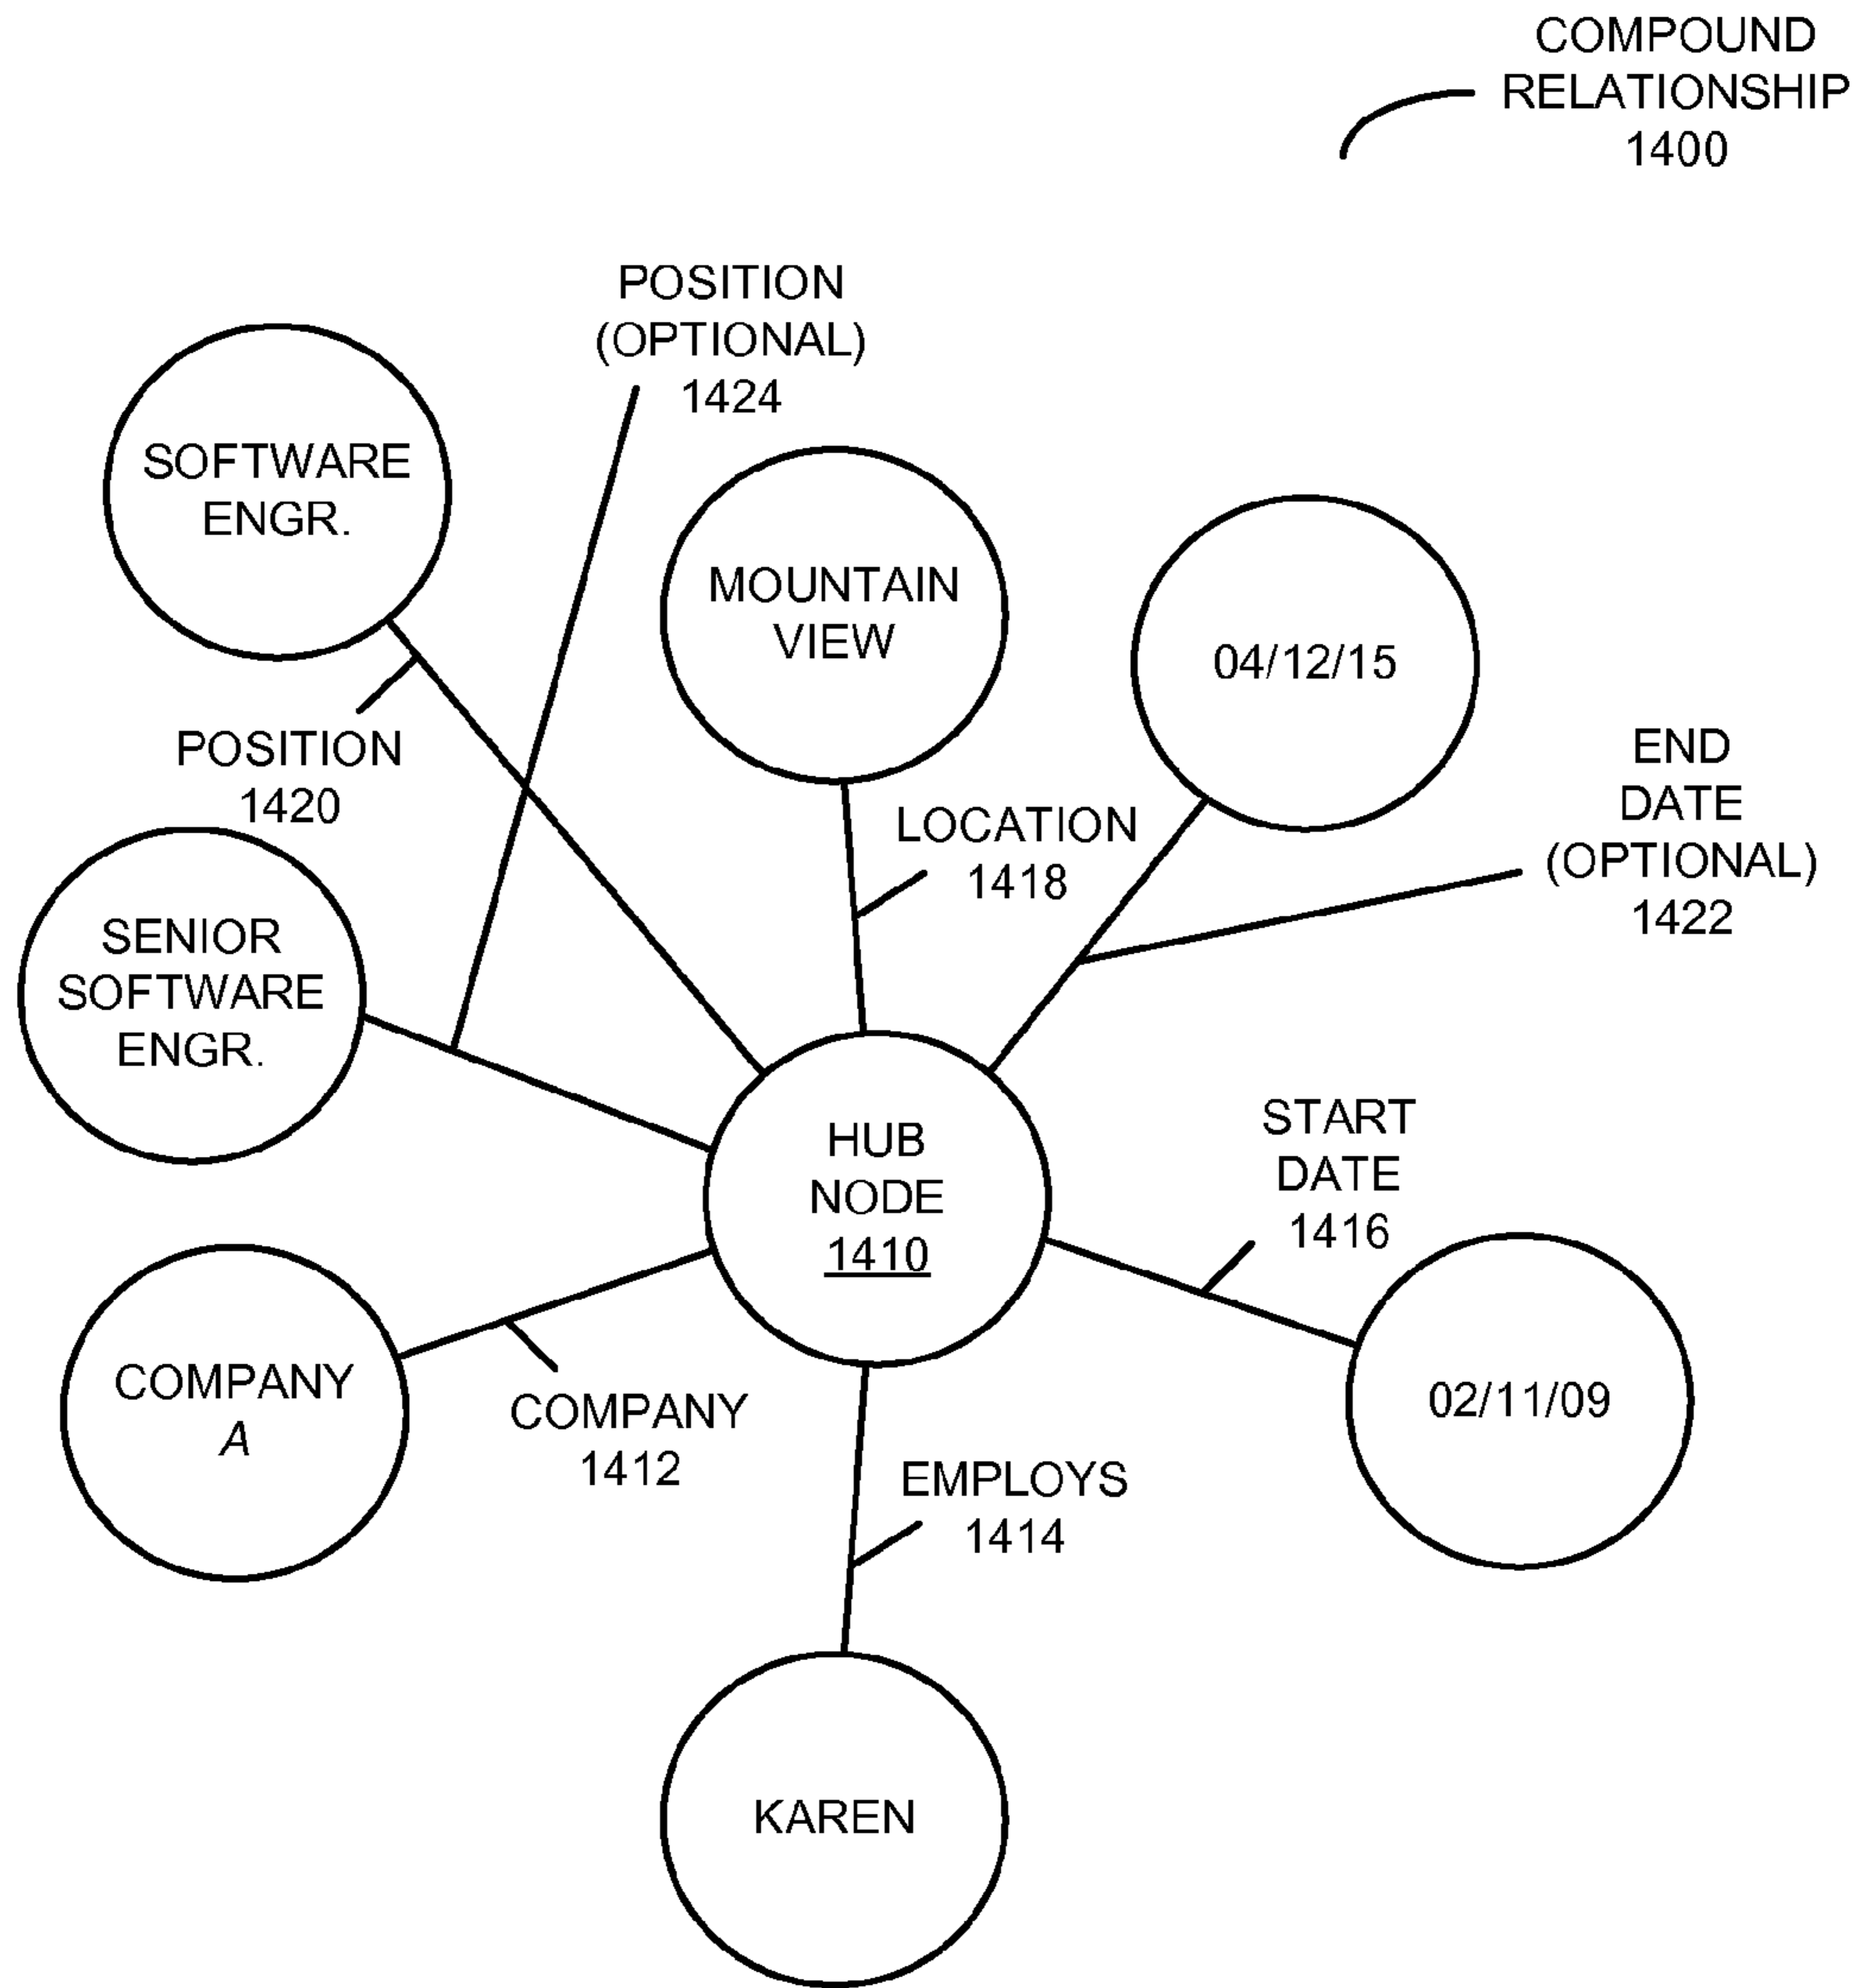 COMPOUND
RELATIONSHIP
1400
POSITION
(OPTIONAL)
1424
SOFTWARE
ENGR.
MOUNTAIN
VIEW
04/12/15
POSITION
1420
LOCATION
1418
END
DATE
(OPTIONAL)
1422
SENIOR
SOFTWARE
ENGR.
HUB
NODE
1410
START
DATE
1416
COMPANY
A
COMPANY
1412
EMPLOYS
1414
02/11/09
KAREN